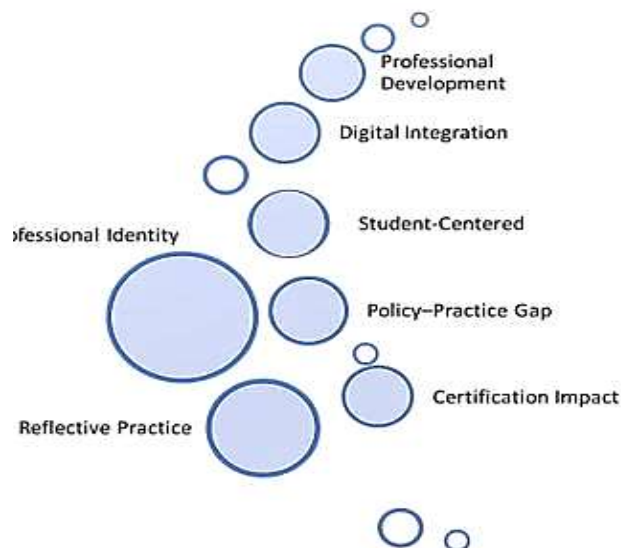 Professional
Development
Digital Integration
Student-Centered
ofessional Identity
Policy–Practice Gap
Certification Impact
Reflective Practice